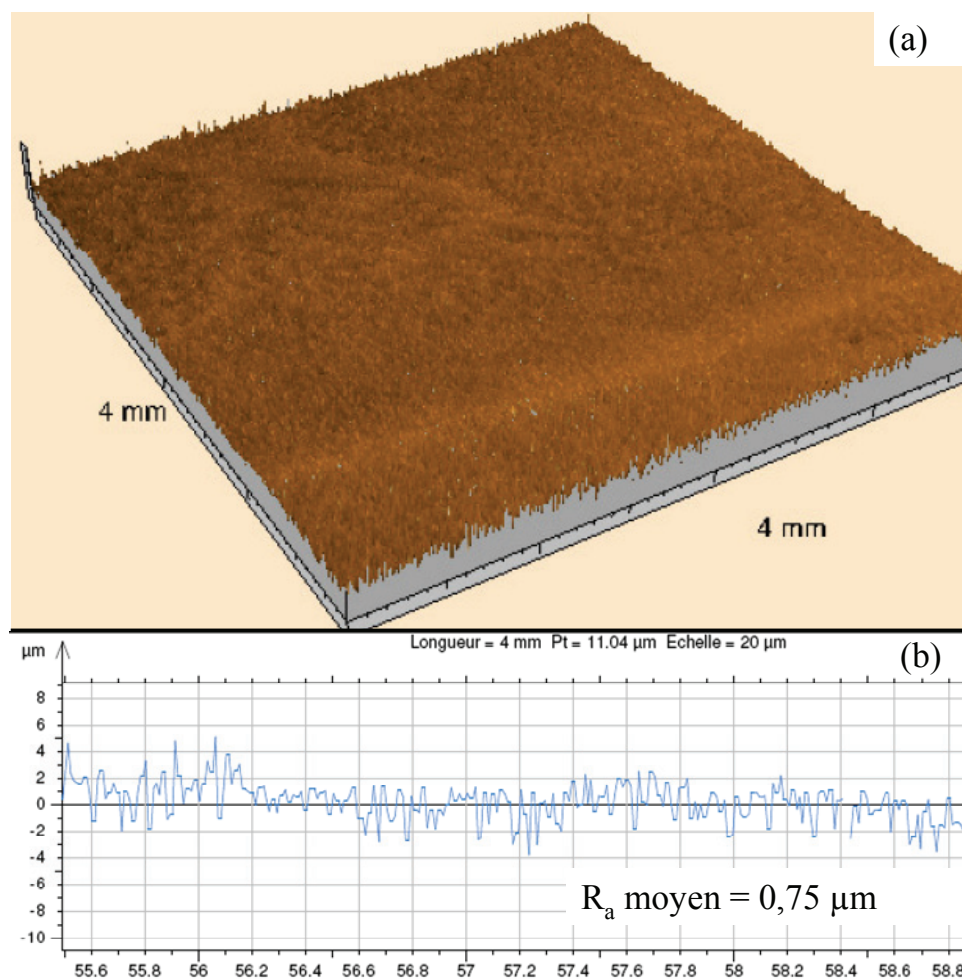 (a)
4 mm
4 mm
µm
Longueur = 4 mm Pt = 11.04 µm Echelle = 20 µm
(b)
8
6
4
2
0
-2
-4
-6
-8
-10
Ra moyen = 0,75 µm
55.6 55.8 56 56.2 56.4 56.6 56.8 57 57.2 57.4 57.6 57.8 58 58.2 58.4 58.6